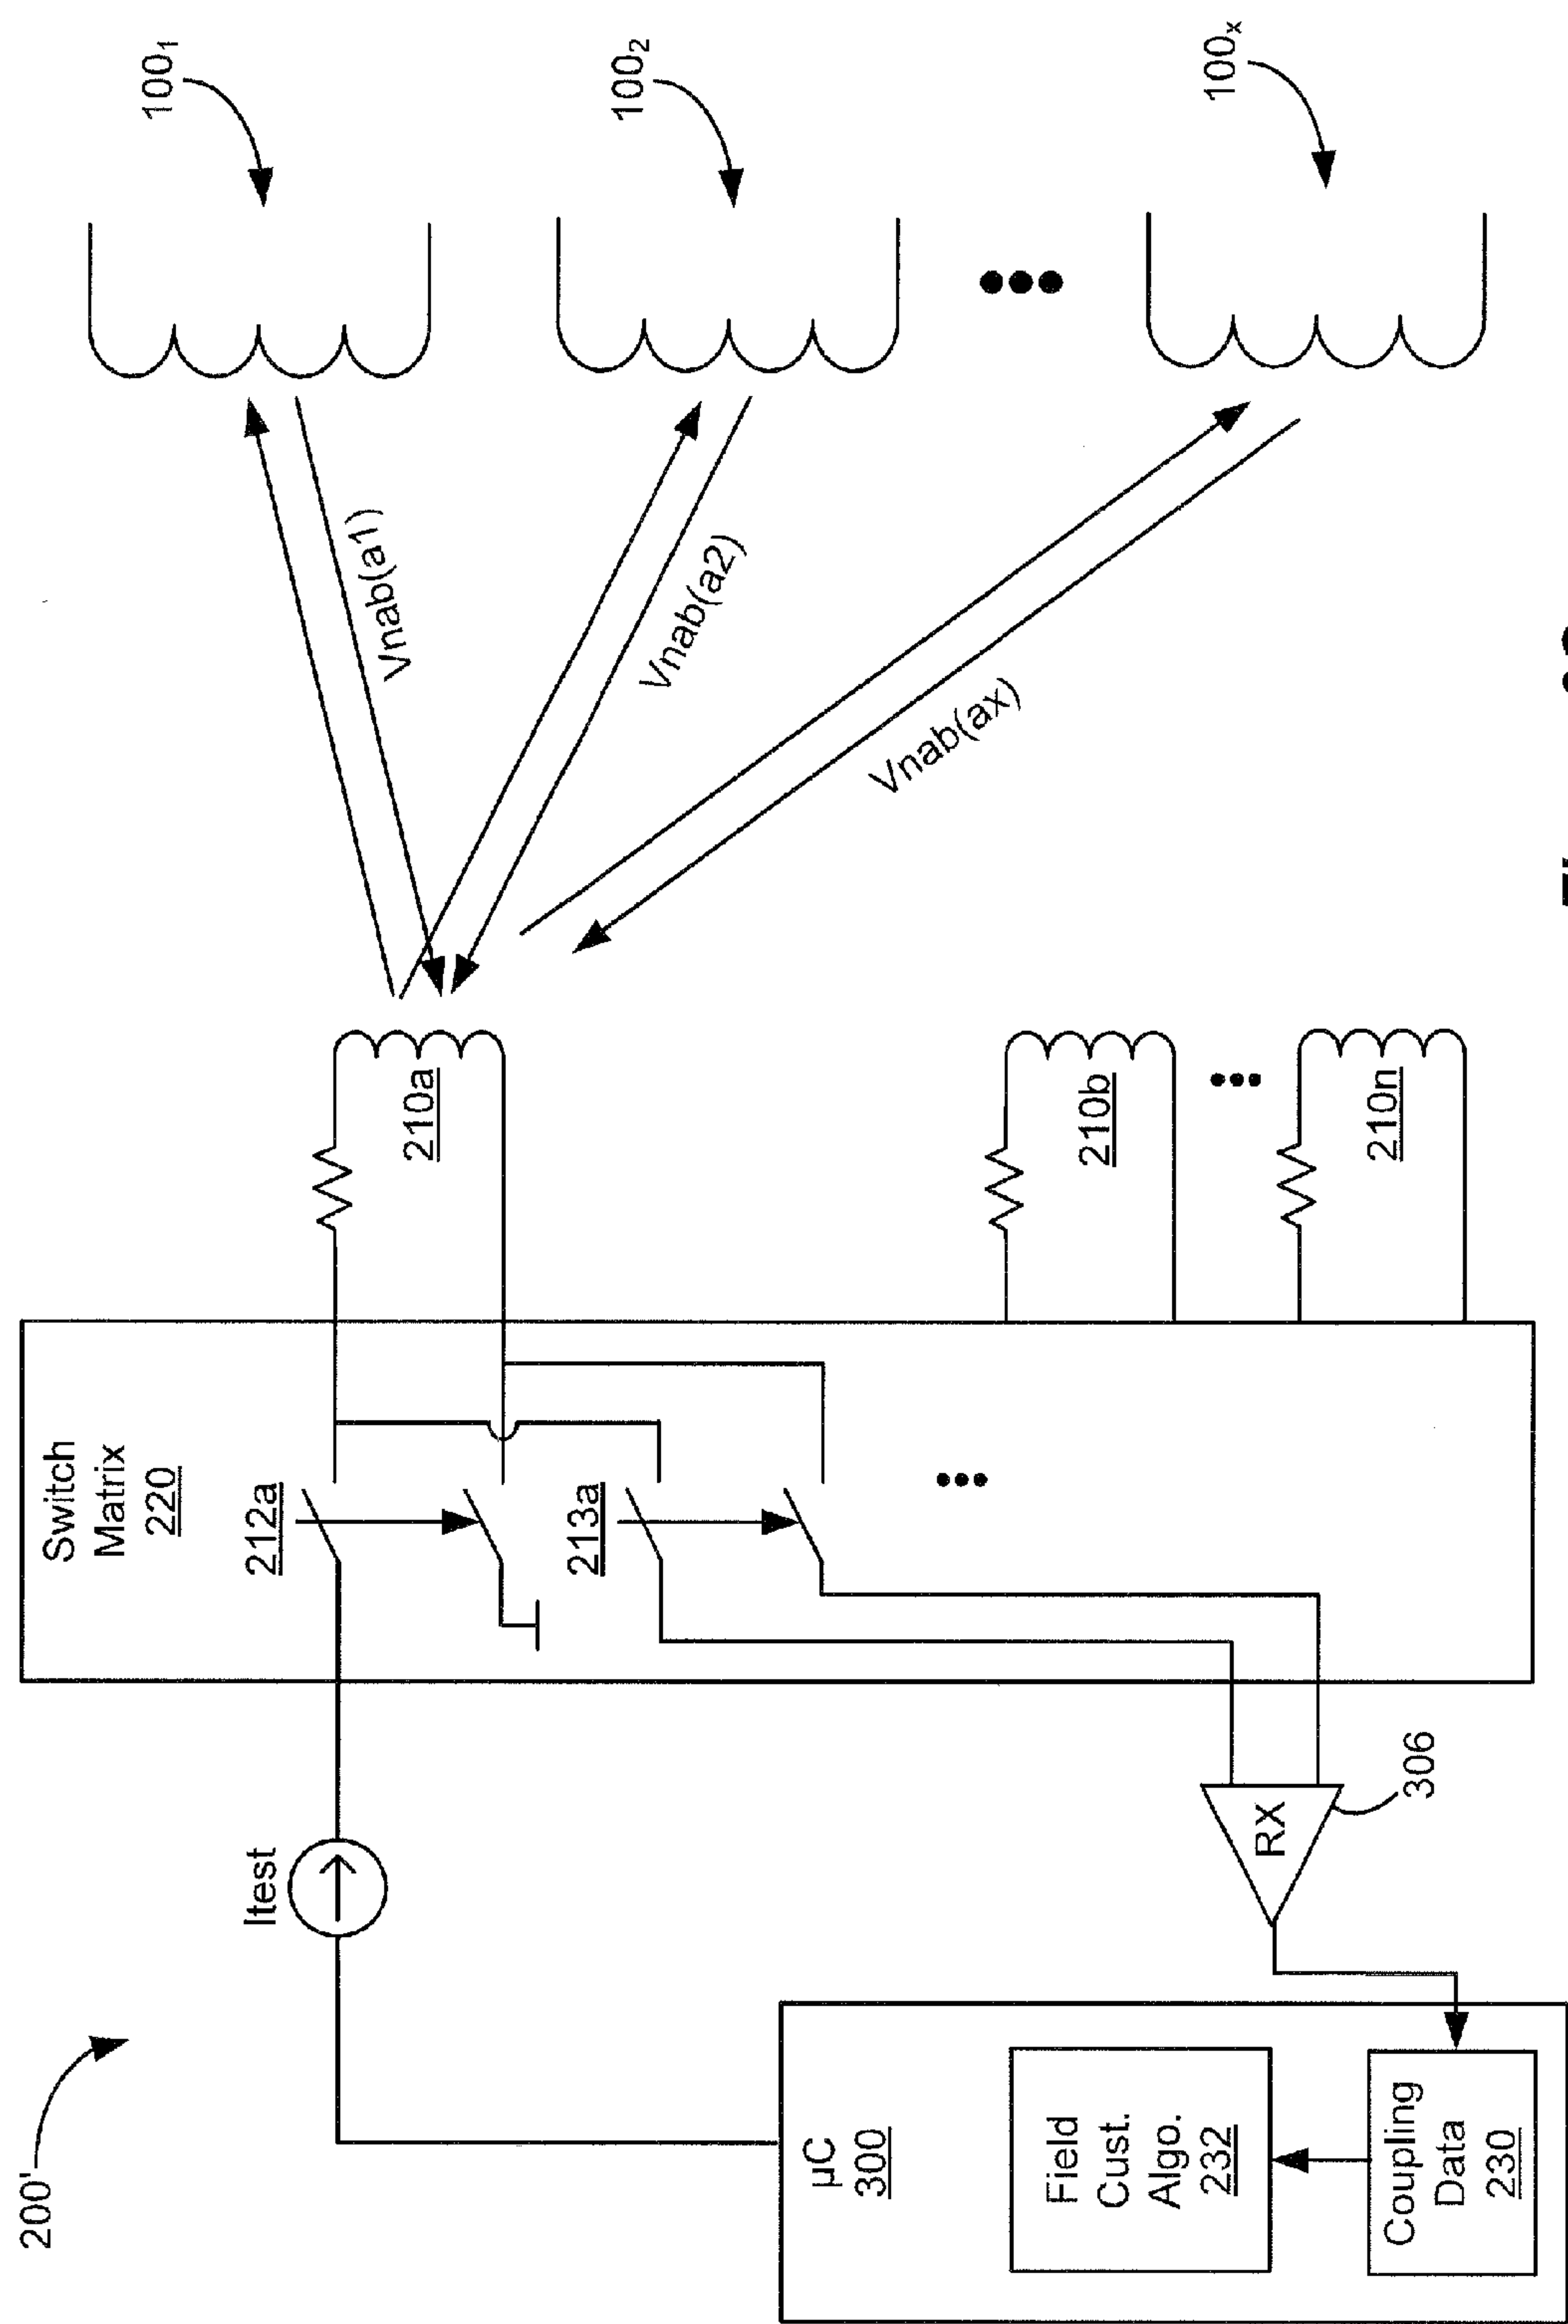 200'
Itest
µC
300
Field
Cust.
Algo.
232
Coupling
Data
230
RX
306
Switch
Matrix
220
212a
213a
210a
210b
210n
Vnab(a1)
Vnab(a2)
Vnab(ax)
100₁
100₂
100ₓ